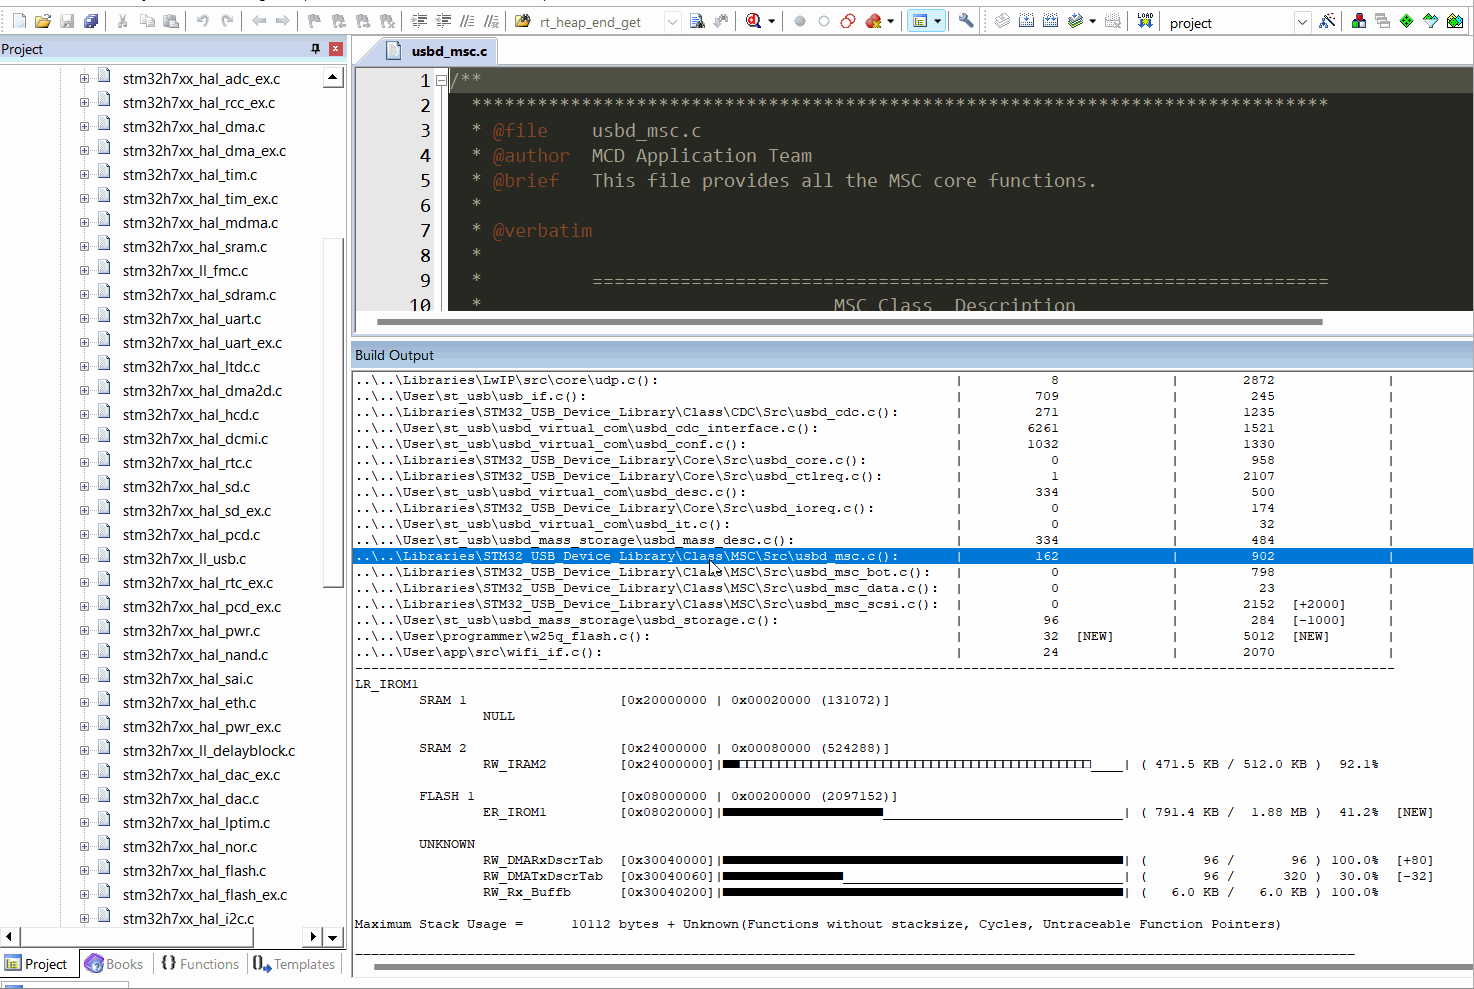 rt_heap_end_get
LOAD
project
Project
stm32h7xx_hal_adc_ex.c
stm32h7xx_hal_rcc_ex.c
stm32h7xx_hal_dma.c
stm32h7xx_hal_dma_ex.c
stm32h7xx_hal_tim.c
stm32h7xx_hal_tim_ex.c
stm32h7xx_hal_mdma.c
stm32h7xx_hal_sram.c
stm32h7xx_ll_fmc.c
stm32h7xx_hal_sdram.c
stm32h7xx_hal_uart.c
stm32h7xx_hal_uart_ex.c
stm32h7xx_hal_ltdc.c
stm32h7xx_hal_dma2d.c
stm32h7xx_hal_hcd.c
stm32h7xx_hal_dcmi.c
stm32h7xx_hal_rtc.c
stm32h7xx_hal_sd.c
stm32h7xx_hal_sd_ex.c
stm32h7xx_hal_pcd.c
stm32h7xx_ll_usb.c
stm32h7xx_hal_rtc_ex.c
stm32h7xx_hal_pcd_ex.c
stm32h7xx_hal_pwr.c
stm32h7xx_hal_nand.c
stm32h7xx_hal_sai.c
stm32h7xx_hal_eth.c
stm32h7xx_hal_pwr_ex.c
stm32h7xx_ll_delayblock.c
stm32h7xx_hal_dac_ex.c
stm32h7xx_hal_dac.c
stm32h7xx_hal_lptim.c
stm32h7xx_hal_nor.c
stm32h7xx_hal_flash.c
stm32h7xx_hal_flash_ex.c
stm32h7xx_hal_i2c.c
Project Books {} Functions Templates
usbd_msc.c
1 /**
2 ******************************************************************************
3 * @file usbd_msc.c
4 * @author MCD Application Team
5 * @brief This file provides all the MSC core functions.
6 *
7 * @verbatim
8 *
9 * ===================================================================
10 * MSC Class Description
Build Output
..\..\Libraries\LwIP\src\core\udp.c(): | 8 | 2872 |
..\..\User\st_usb\usb_if.c(): | 709 | 245 |
..\..\Libraries\STM32_USB_Device_Library\Class\CDC\Src\usbd_cdc.c(): | 271 | 1235 |
..\..\User\st_usb\usbd_virtual_com\usbd_cdc_interface.c(): | 6261 | 1521 |
..\..\User\st_usb\usbd_virtual_com\usbd_conf.c(): | 1032 | 1330 |
..\..\Libraries\STM32_USB_Device_Library\Core\Src\usbd_core.c(): | 0 | 958 |
..\..\Libraries\STM32_USB_Device_Library\Core\Src\usbd_ctlreq.c(): | 1 | 2107 |
..\..\User\st_usb\usbd_virtual_com\usbd_desc.c(): | 334 | 500 |
..\..\Libraries\STM32_USB_Device_Library\Core\Src\usbd_ioreq.c(): | 0 | 174 |
..\..\User\st_usb\usbd_virtual_com\usbd_it.c(): | 0 | 32 |
..\..\User\st_usb\usbd_mass_storage\usbd_mass_desc.c(): | 334 | 484 |
..\..\Libraries\STM32_USB_Device_Library\Class\MSC\Src\usbd_msc.c(): | 162 | 902 |
..\..\Libraries\STM32_USB_Device_Library\Class\MSC\Src\usbd_msc_bot.c(): | 0 | 798 |
..\..\Libraries\STM32_USB_Device_Library\Class\MSC\Src\usbd_msc_data.c(): | 0 | 23 |
..\..\Libraries\STM32_USB_Device_Library\Class\MSC\Src\usbd_msc_scsi.c(): | 0 | 2152 [+2000] |
..\..\User\st_usb\usbd_mass_storage\usbd_storage.c(): | 96 | 284 [-1000] |
..\..\User\programmer\w25q_flash.c(): | 32 [NEW] | 5012 [NEW] |
..\..\User\app\src\wifi_if.c(): | 24 | 2070 |
LR_IROM1
SRAM 1 [0x20000000 | 0x00020000 (131072)]
NULL
SRAM 2 [0x24000000 | 0x00080000 (524288)]
RW_IRAM2 [0x24000000]| | ( 471.5 KB / 512.0 KB ) 92.1%
FLASH 1 [0x08000000 | 0x00200000 (2097152)]
ER_IROM1 [0x08020000]| | ( 791.4 KB / 1.88 MB ) 41.2% [NEW]
UNKNOWN
RW_DMARxDscrTab [0x30040000]| | ( 96 / 96 ) 100.0% [+80]
RW_DMATxDscrTab [0x30040060]| | ( 96 / 320 ) 30.0% [-32]
RW_Rx_Buffb [0x30040200]| | ( 6.0 KB / 6.0 KB ) 100.0%
Maximum Stack Usage = 10112 bytes + Unknown(Functions without stacksize, Cycles, Untraceable Function Pointers)